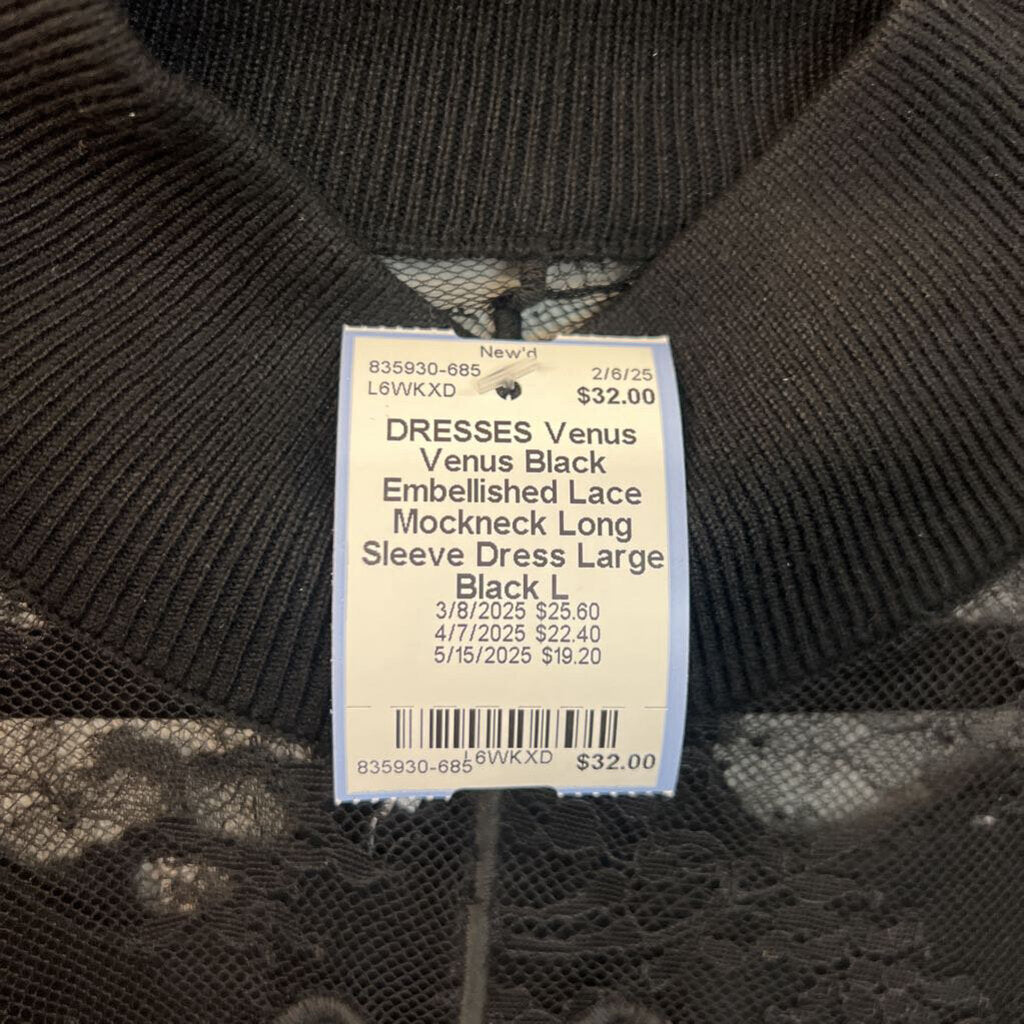 New'd
835930-685 2/6/25
L6WKXD $32.00
DRESSES Venus
Venus Black
Embellished Lace
Mockneck Long
Sleeve Dress Large
Black L
3/8/2025 $25.60
4/7/2025 $22.40
5/15/2025 $19.20
835930-685 L6WKXD $32.00